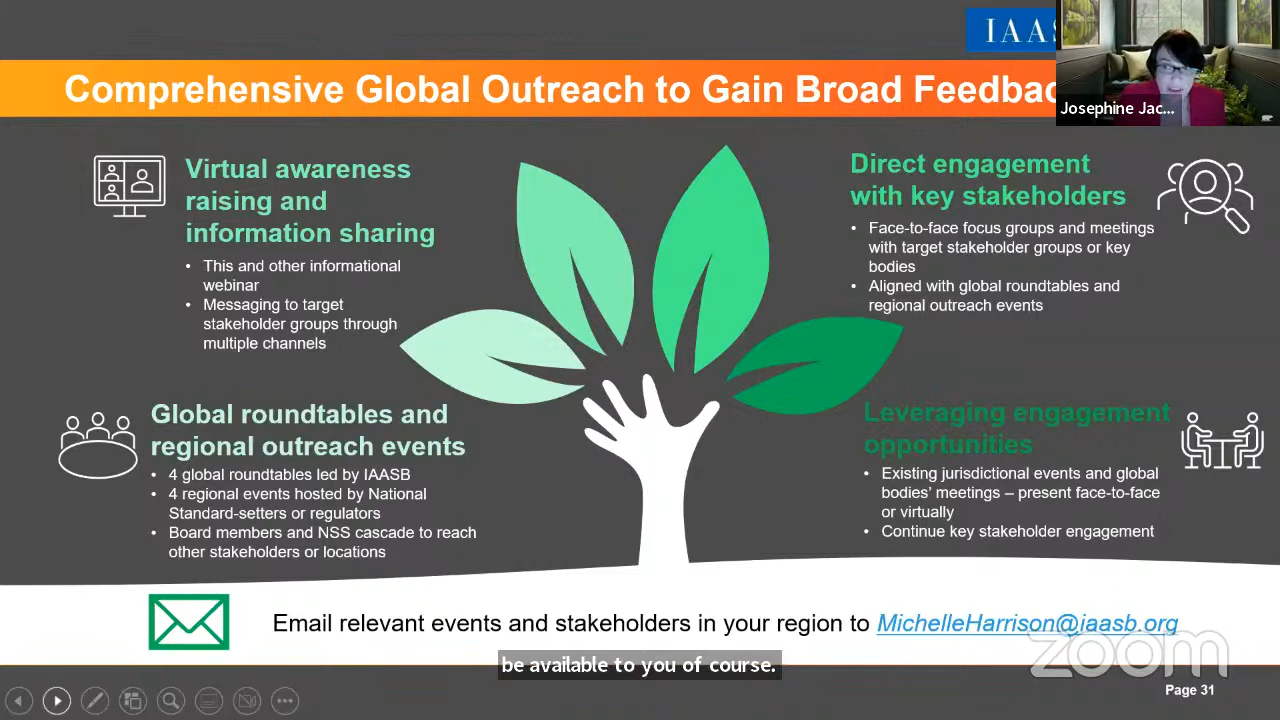 IAAS
Comprehensive Global Outreach to Gain Broad Feedbac
Josephine Jac...
Virtual awareness
raising and
information sharing
• This and other informational
webinar
• Messaging to target
stakeholder groups through
multiple channels
Direct engagement
with key stakeholders
• Face-to-face focus groups and meetings
with target stakeholder groups or key
bodies
• Aligned with global roundtables and
regional outreach events
Global roundtables and
regional outreach events
• 4 global roundtables led by IAASB
• 4 regional events hosted by National
Standard-setters or regulators
• Board members and NSS cascade to reach
other stakeholders or locations
Leveraging engagement
opportunities
• Existing jurisdictional events and global
bodies’ meetings – present face-to-face
or virtually
• Continue key stakeholder engagement
Email relevant events and stakeholders in your region to MichelleHarrison@iaasb.org
zoom
be available to you of course.
Page 31